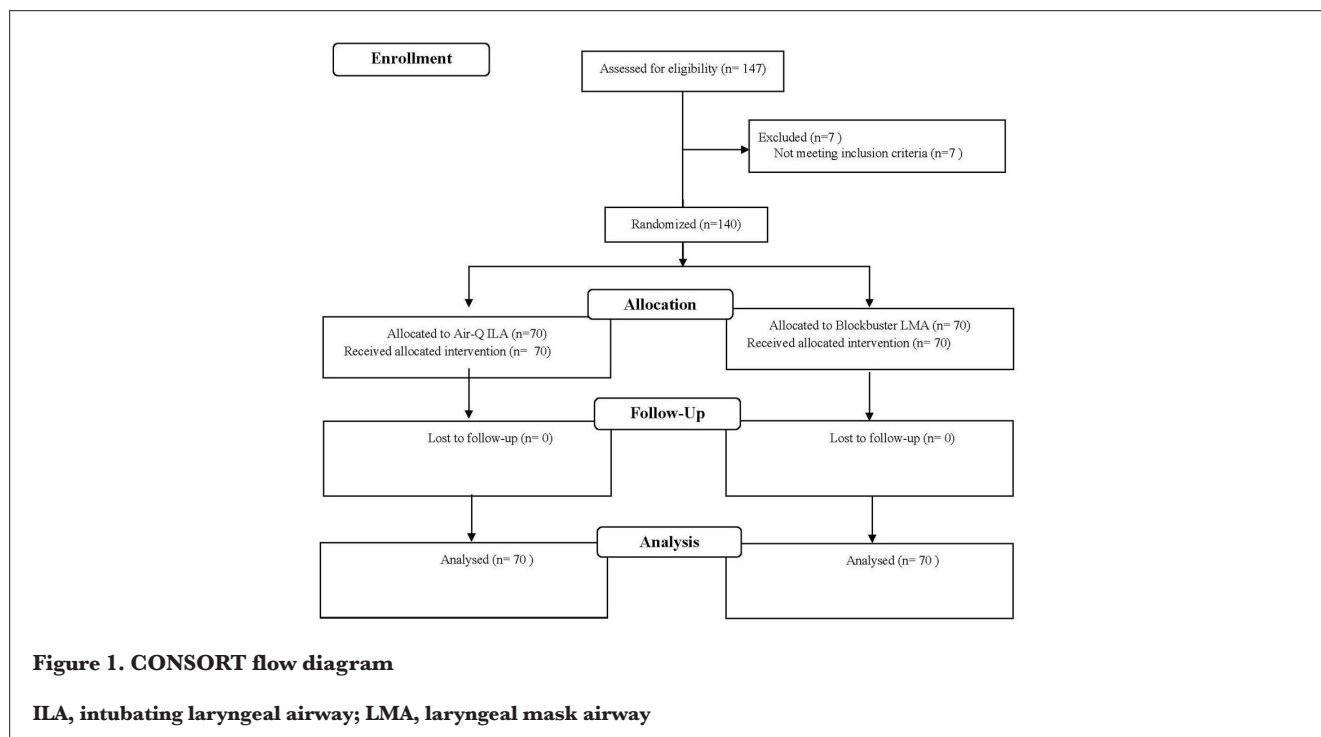 Enrollment
Assessed for eligibility (n= 147)
Excluded (n=7 )
Not meeting inclusion criteria (n=7 )
Randomized (n=140)
Allocation
Allocated to Air-Q ILA (n=70)
Received allocated intervention (n= 70)
Allocated to Blockbuster LMA (n= 70)
Received allocated intervention (n= 70)
Follow-Up
Lost to follow-up (n= 0)
Lost to follow-up (n= 0)
Analysis
Analysed (n= 70 )
Analysed (n= 70 )
Figure 1. CONSORT flow diagram
ILA, intubating laryngeal airway; LMA, laryngeal mask airway